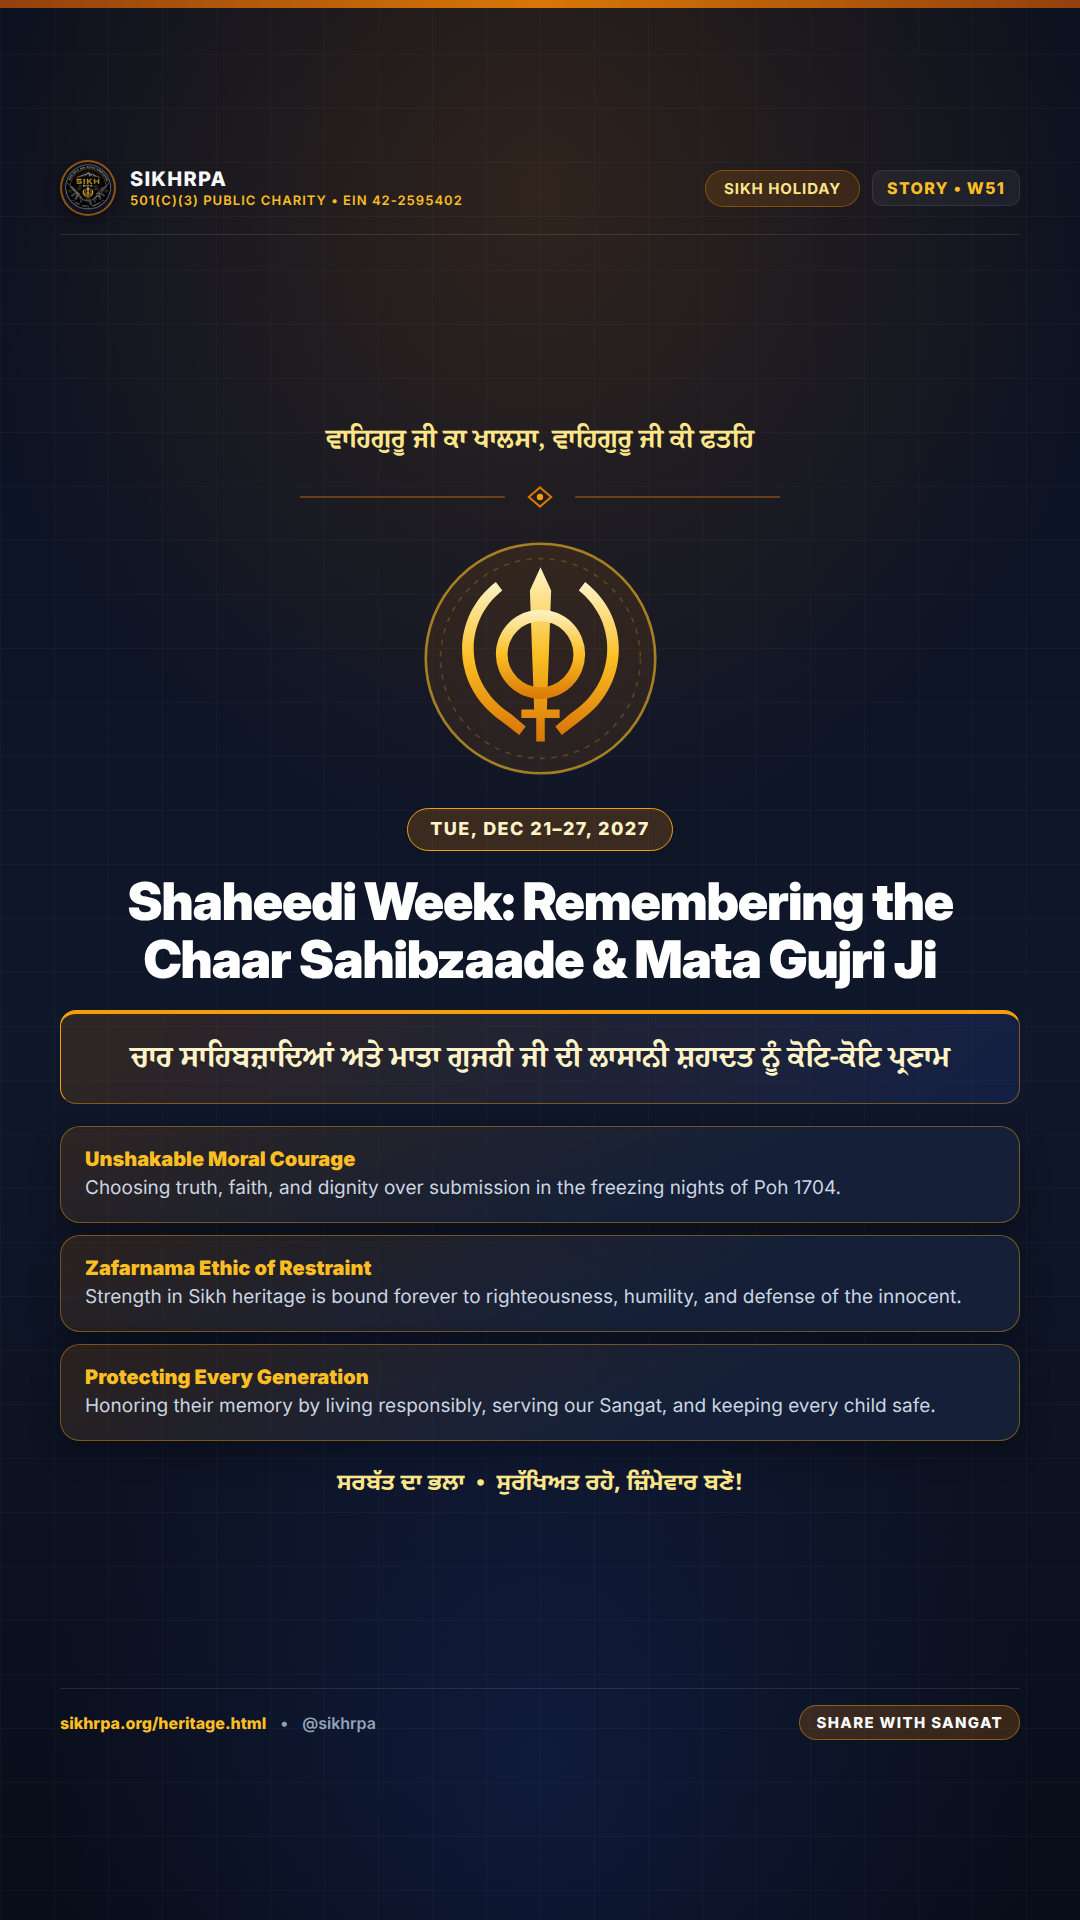 SIKH
SIKHRPA
501(C)(3) PUBLIC CHARITY • EIN 42-2595402
SIKH HOLIDAY
STORY • W51
ਵਾਹਿਗੁਰੂ ਜੀ ਕਾ ਖਾਲਸਾ, ਵਾਹਿਗੁਰੂ ਜੀ ਕੀ ਫਤਹਿ
TUE, DEC 21–27, 2027
Shaheedi Week: Remembering the
Chaar Sahibzaade & Mata Gujri Ji
ਚਾਰ ਸਾਹਿਬਜ਼ਾਦਿਆਂ ਅਤੇ ਮਾਤਾ ਗੁਜਰੀ ਜੀ ਦੀ ਲਾਸਾਨੀ ਸ਼ਹਾਦਤ ਨੂੰ ਕੋਟਿ-ਕੋਟਿ ਪ੍ਰਣਾਮ
Unshakable Moral Courage
Choosing truth, faith, and dignity over submission in the freezing nights of Poh 1704.
Zafarnama Ethic of Restraint
Strength in Sikh heritage is bound forever to righteousness, humility, and defense of the innocent.
Protecting Every Generation
Honoring their memory by living responsibly, serving our Sangat, and keeping every child safe.
ਸਰਬੱਤ ਦਾ ਭਲਾ • ਸੁਰੱਖਿਅਤ ਰਹੋ, ਜ਼ਿੰਮੇਵਾਰ ਬਣੋ!
sikhrpa.org/heritage.html • @sikhrpa
SHARE WITH SANGAT